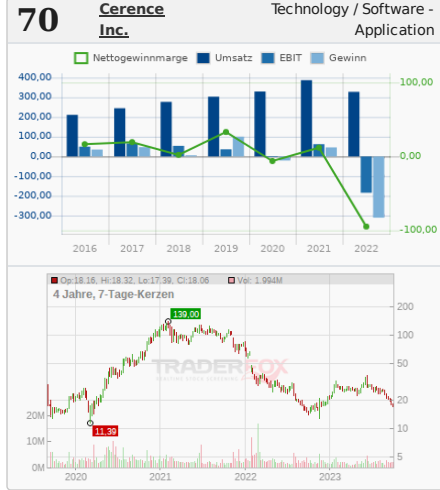 70
Cerence
Inc.
Technology / Software -
Application
Nettogewinnmarge Umsatz EBIT Gewinn
400,00
300,00
200,00
100,00
0,00
-100,00
-200,00
-300,00
100,00
0,00
-100,00
2016 2017 2018 2019 2020 2021 2022
Op:18.16, Hi:18.32, Lo:17.39, Cl:18.06 Vol: 1.994M
4 Jahre, 7-Tage-Kerzen
139,00
TRADERFOX
11,39
200
100
50
20
10
5
20M
10M
0M
2020 2021 2022 2023